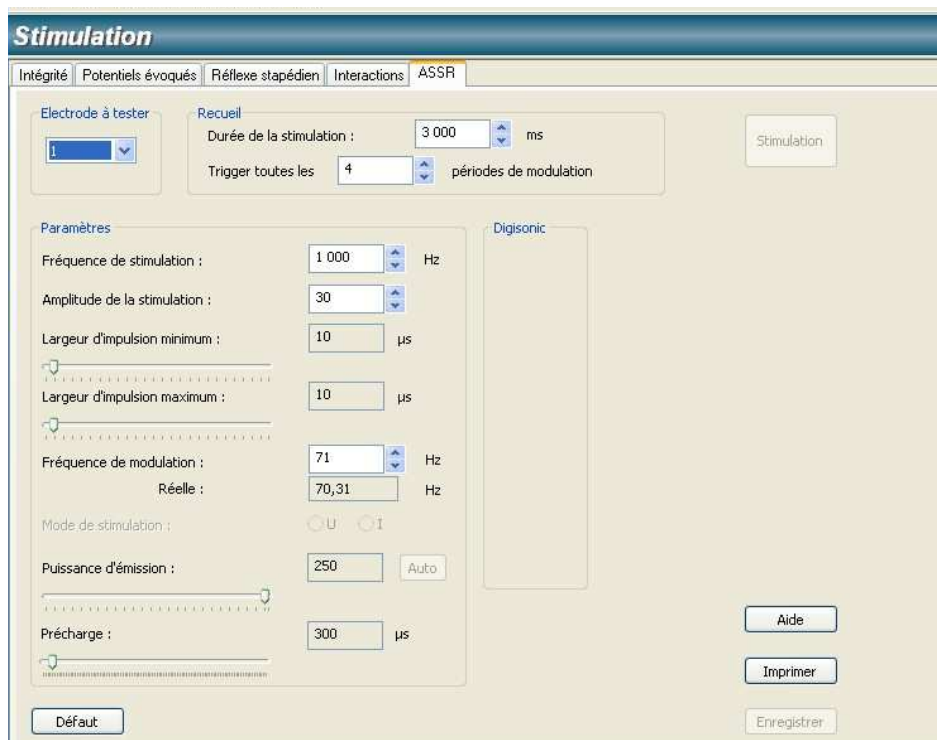 Stimulation
Intégrité Potentiels évoqués Réflexe stapédien Interactions ASSR
Electrode à tester
1
Recueil
Durée de la stimulation : 3 000 ms
Trigger toutes les 4 périodes de modulation
Stimulation
Paramètres
Fréquence de stimulation : 1 000 Hz
Amplitude de la stimulation : 30
Largeur d'impulsion minimum : 10 µs
Largeur d'impulsion maximum : 10 µs
Fréquence de modulation : 71 Hz
Réelle : 70,31 Hz
Mode de stimulation : U I
Puissance d'émission : 250 Auto
Précharge : 300 µs
Digisonic
Aide
Imprimer
Défaut
Enregistrer